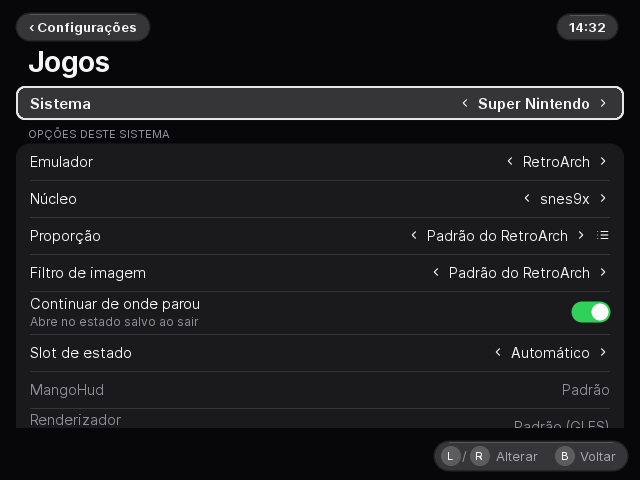 ‹ Configurações
14:32
Jogos
Sistema ‹ Super Nintendo ›
OPÇÕES DESTE SISTEMA
Emulador ‹ RetroArch ›
Núcleo ‹ snes9x ›
Proporção ‹ Padrão do RetroArch ›
Filtro de imagem ‹ Padrão do RetroArch ›
Continuar de onde parou
Abre no estado salvo ao sair
Slot de estado ‹ Automático ›
MangoHud Padrão
Renderizador Padrão (GLES)
L / R Alterar B Voltar